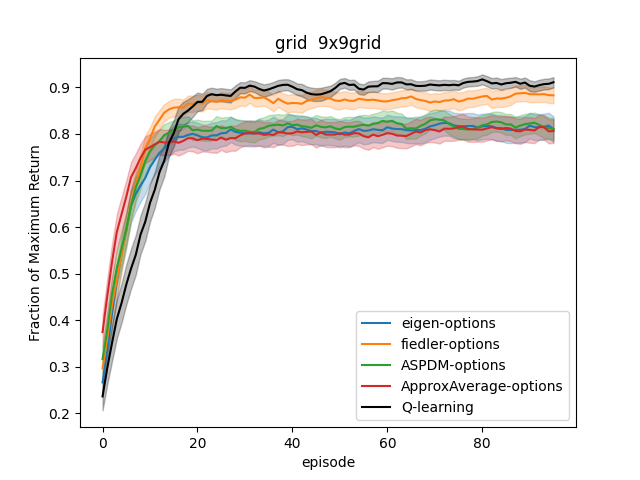 grid 9x9grid
Fraction of Maximum Return
0.9
0.8
0.7
0.6
0.5
0.4
0.3
0.2
0
20
40
60
80
episode
eigen-options
fiedler-options
ASPDM-options
ApproxAverage-options
Q-learning